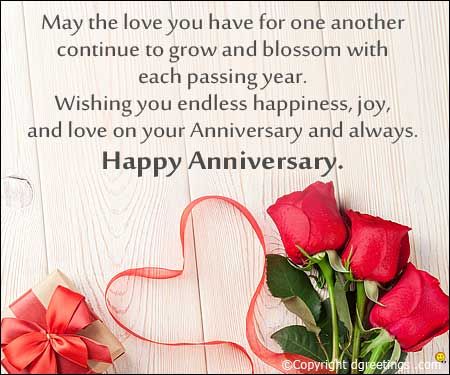 May the love you have for one another
continue to grow and blossom with
each passing year.
Wishing you endless happiness, joy,
and love on your Anniversary and always.
Happy Anniversary.
©Copyright dgreetings.com